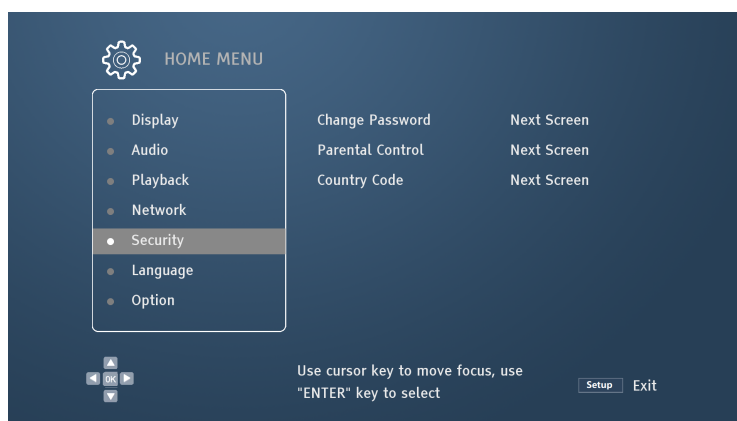 HOME MENU
Display
Audio
Playback
Network
Security
Language
Option
Change Password Next Screen
Parental Control Next Screen
Country Code Next Screen
OK
Use cursor key to move focus, use
"ENTER" key to select
Setup Exit